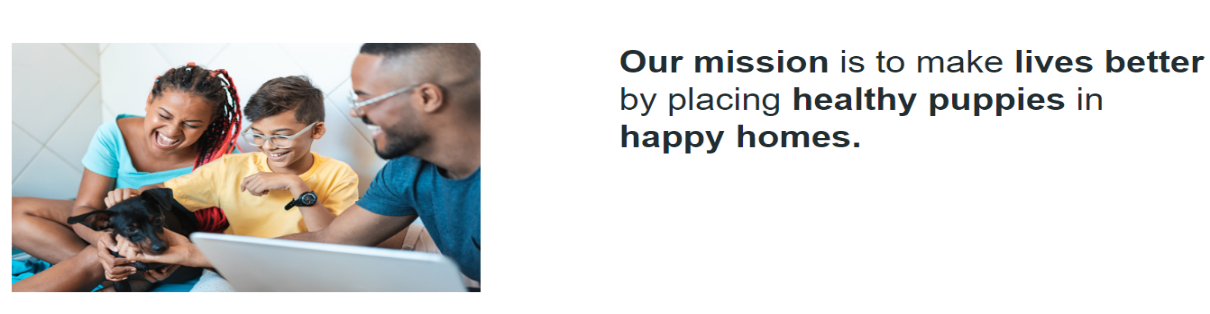 Our mission is to make lives better
by placing healthy puppies in
happy homes.